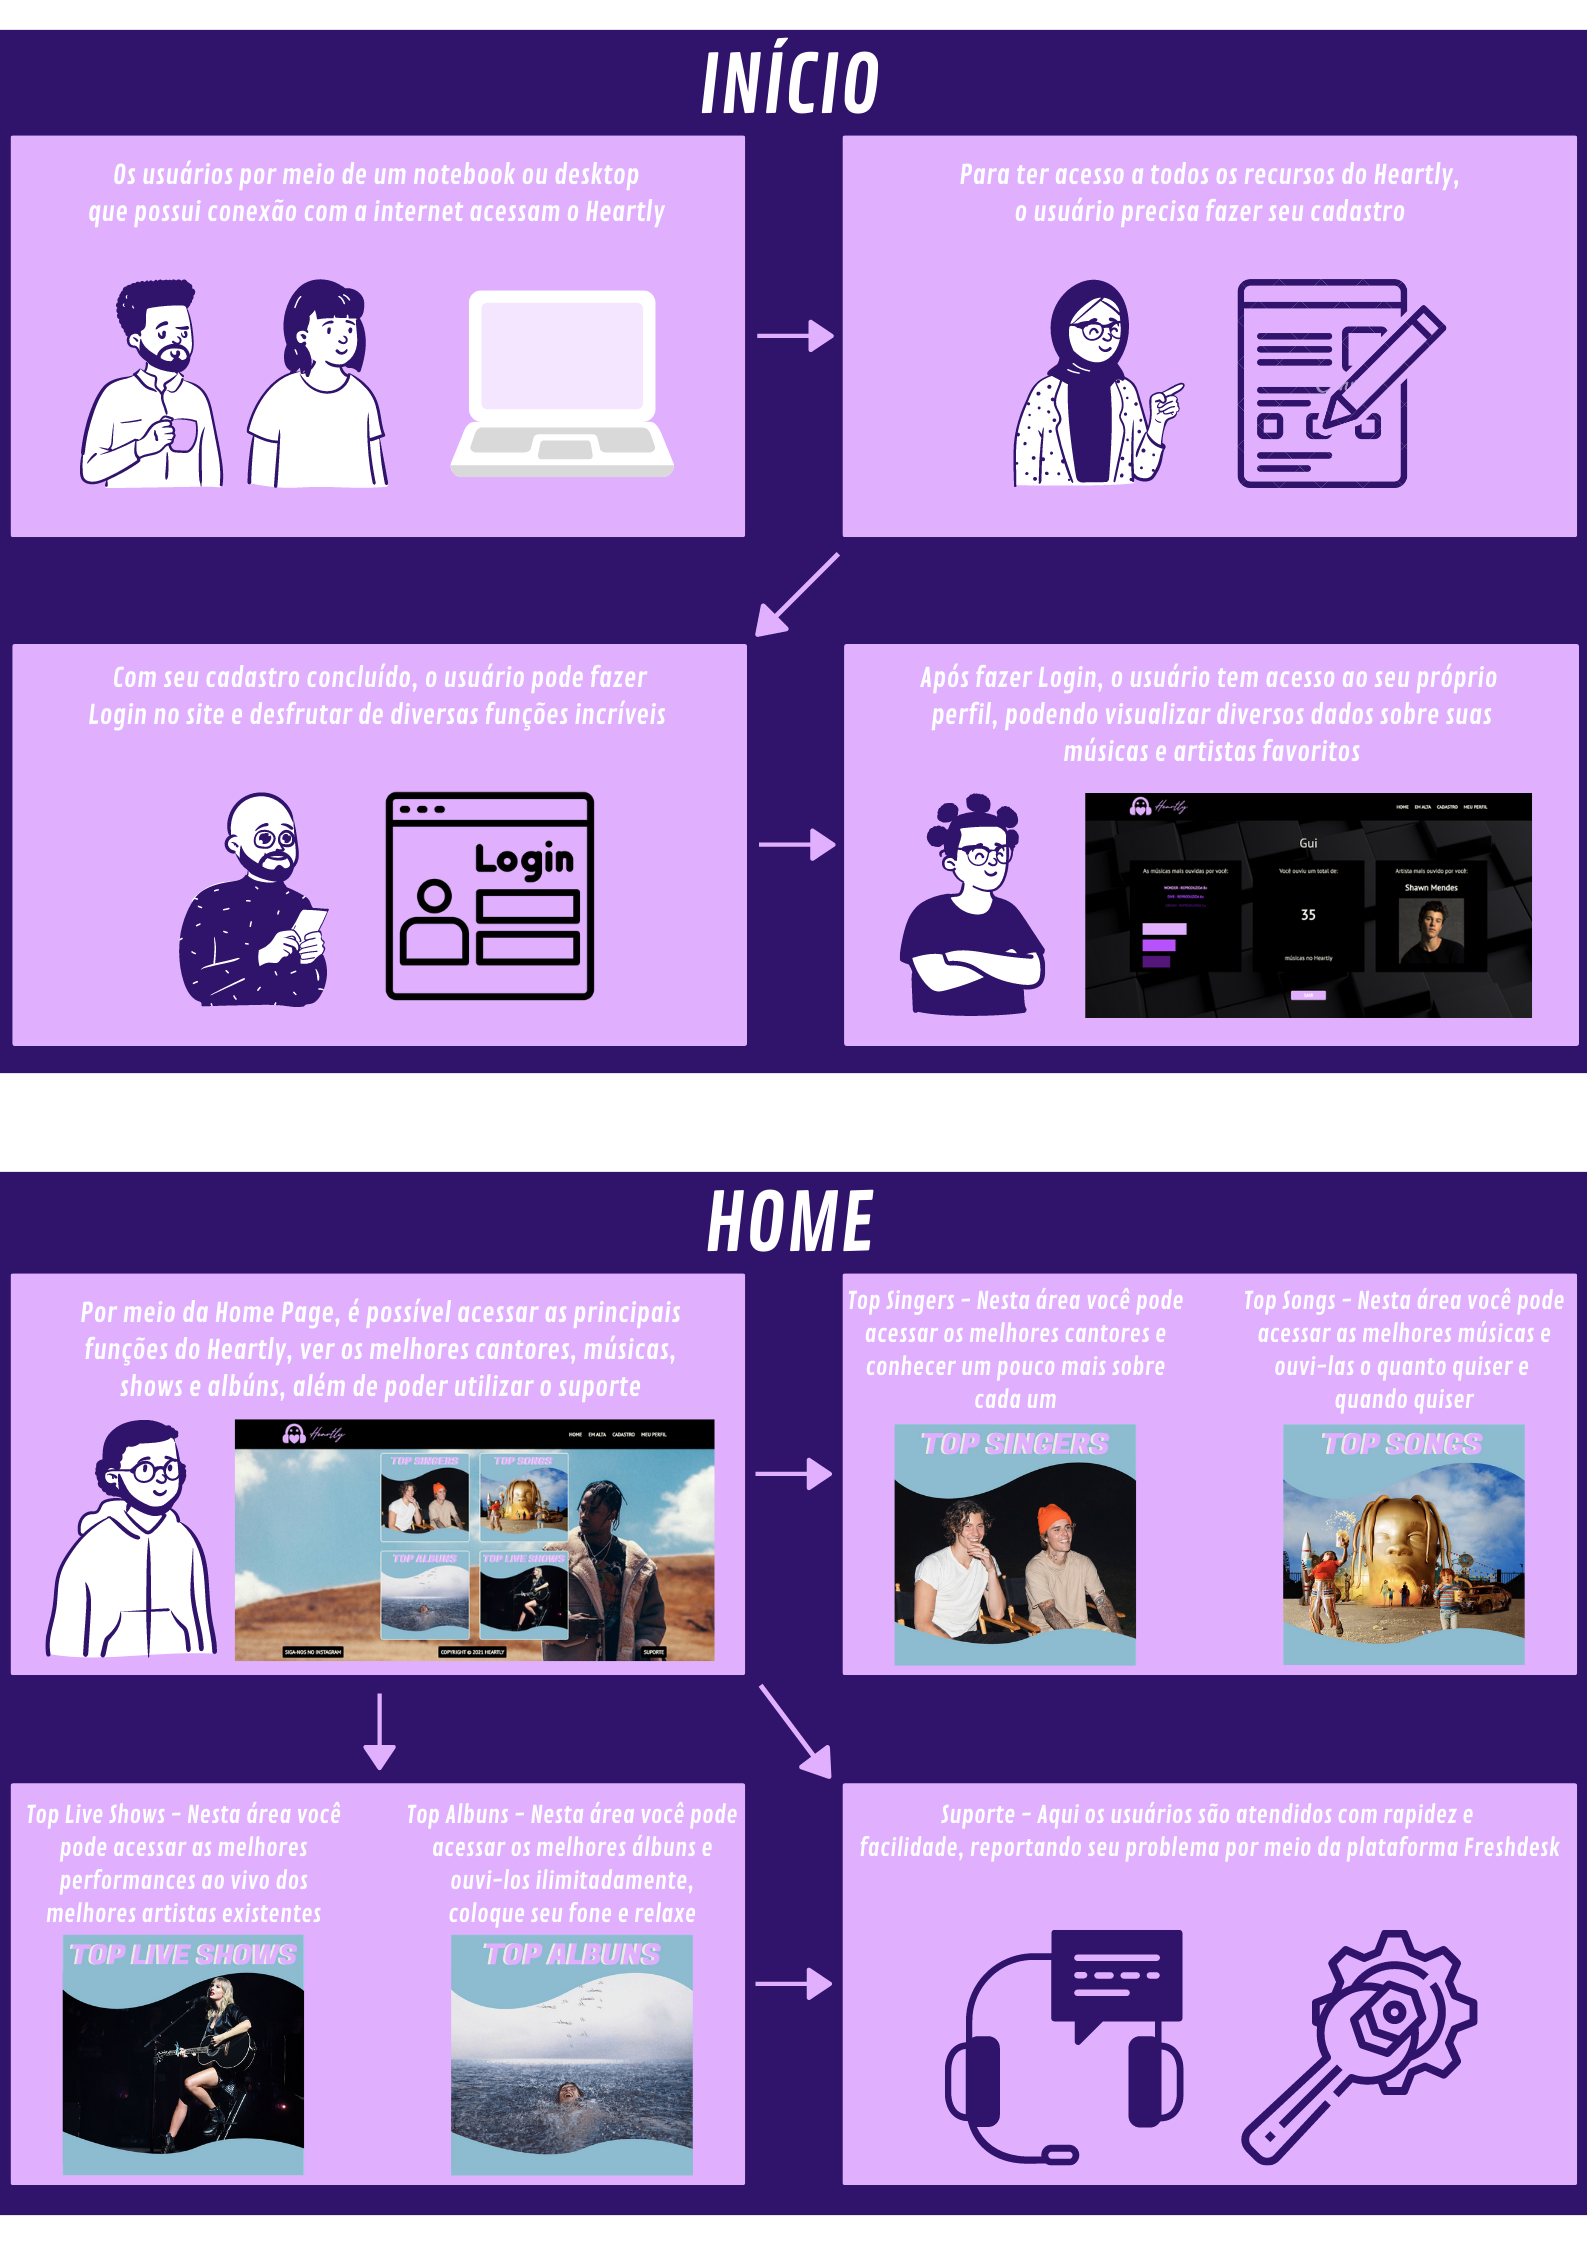 INÍCIO
Os usuários por meio de um notebook ou desktop
que possui conexão com a internet acessam o Heartly
Para ter acesso a todos os recursos do Heartly,
o usuário precisa fazer seu cadastro
Com seu cadastro concluído, o usuário pode fazer
Login no site e desfrutar de diversas funções incríveis
Login
Após fazer Login, o usuário tem acesso ao seu próprio
perfil, podendo visualizar diversos dados sobre suas
músicas e artistas favoritos
Heartly
HOME EM ALTA CADASTRO MEU PERFIL
Gui
As músicas mais ouvidas por você:
WONDER - REPRODUZIDA 8x
Você ouviu um total de:
35
músicas no Heartly
Artista mais ouvido por você:
Shawn Mendes
HOME
Por meio da Home Page, é possível acessar as principais
funções do Heartly, ver os melhores cantores, músicas,
shows e albúns, além de poder utilizar o suporte
Heartly
HOME EM ALTA CADASTRO MEU PERFIL
TOP SINGERS
TOP SONGS
TOP ALBUNS
TOP LIVE SHOWS
SIGA-NOS NO INSTAGRAM
COPYRIGHT © 2021 HEARTLY
SUPORTE
Top Singers - Nesta área você pode
acessar os melhores cantores e
conhecer um pouco mais sobre
cada um
TOP SINGERS
Top Songs - Nesta área você pode
acessar as melhores músicas e
ouvi-las o quanto quiser e
quando quiser
TOP SONGS
Top Live Shows - Nesta área você
pode acessar as melhores
performances ao vivo dos
melhores artistas existentes
TOP LIVE SHOWS
Top Albuns - Nesta área você pode
acessar os melhores álbuns e
ouvi-los ilimitadamente,
coloque seu fone e relaxe
TOP ALBUNS
Suporte - Aqui os usuários são atendidos com rapidez e
facilidade, reportando seu problema por meio da plataforma Freshdesk